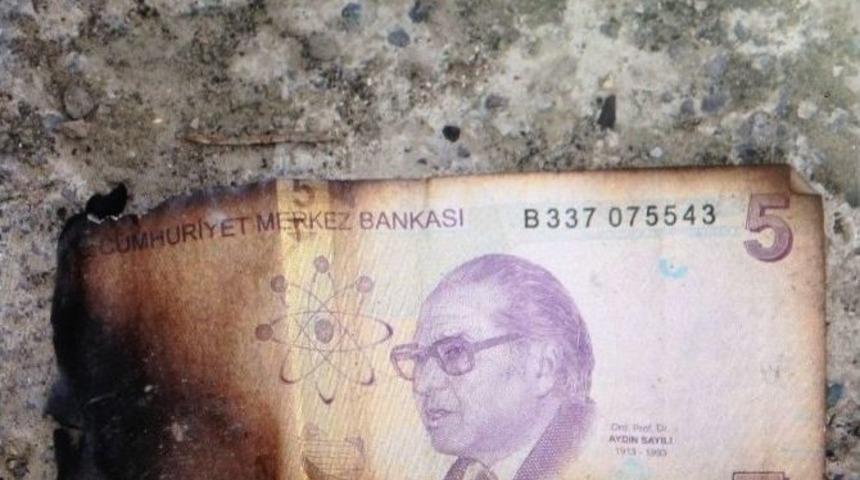 CUMHURİYET MERKEZ BANKASI
B337 075543
5
5
Ord. Prof. Dr.
AYDIN SAYILI
1913 - 1993